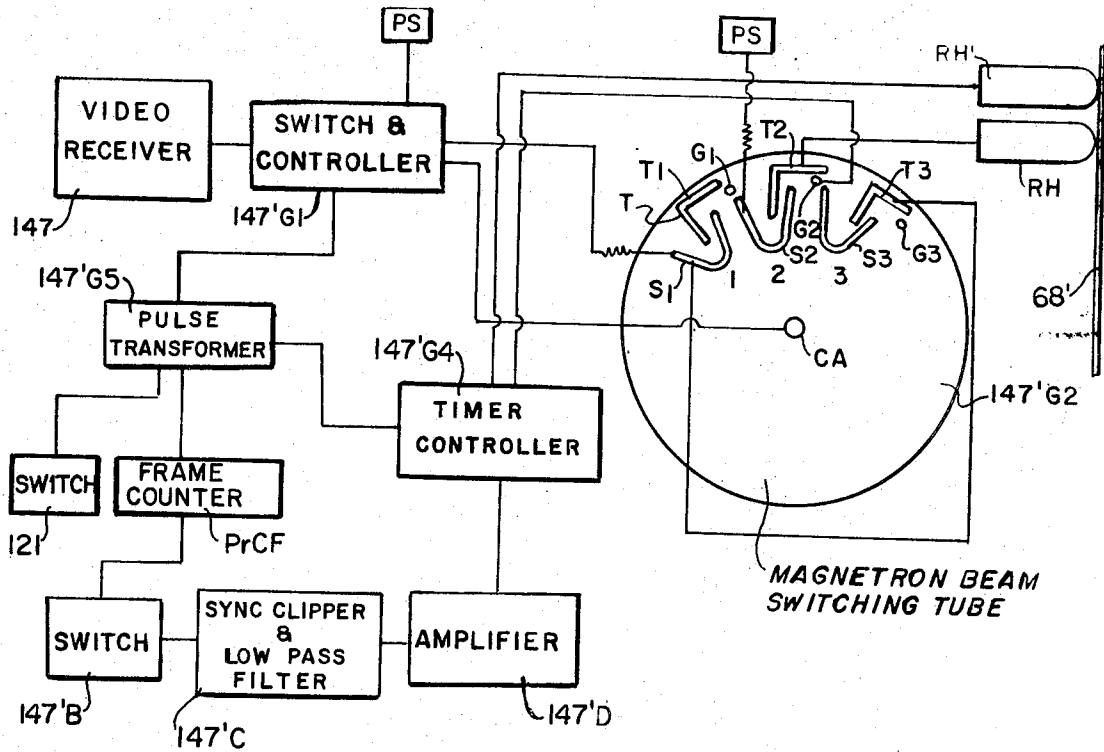 PS
PS
RH'
VIDEO
RECEIVER
SWITCH &
CONTROLLER
147
147'G1
T1
G1
T2
T3
T
RH
G2
S2
S3
G3
S1
1
2
3
68'
147'G5
PULSE
TRANSFORMER
147'G4
CA
TIMER
CONTROLLER
147'G2
SWITCH
FRAME
COUNTER
121
PrCF
MAGNETRON BEAM
SWITCHING TUBE
SWITCH
SYNC CLIPPER
&
LOW PASS
FILTER
AMPLIFIER
147'B
147'C
147'D